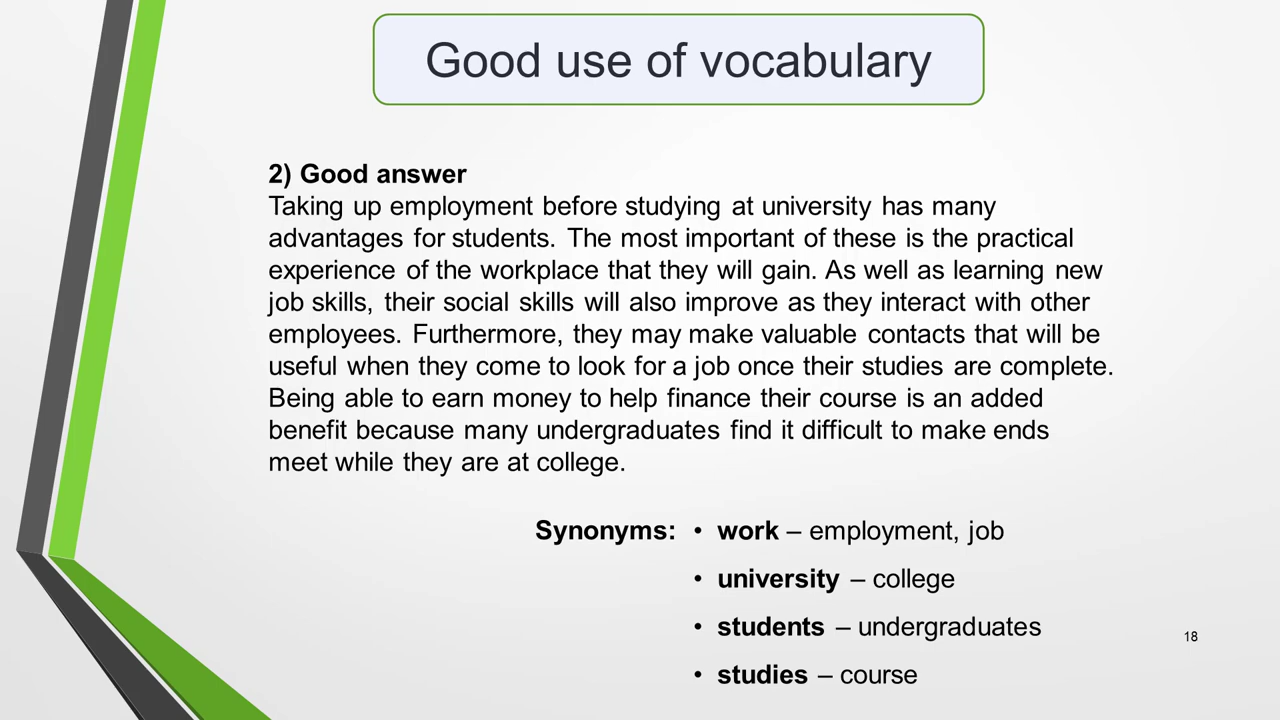 Good use of vocabulary
2) Good answer
Taking up employment before studying at university has many
advantages for students. The most important of these is the practical
experience of the workplace that they will gain. As well as learning new
job skills, their social skills will also improve as they interact with other
employees. Furthermore, they may make valuable contacts that will be
useful when they come to look for a job once their studies are complete.
Being able to earn money to help finance their course is an added
benefit because many undergraduates find it difficult to make ends
meet while they are at college.
Synonyms: • work – employment, job
• university – college
• students – undergraduates
18
• studies – course